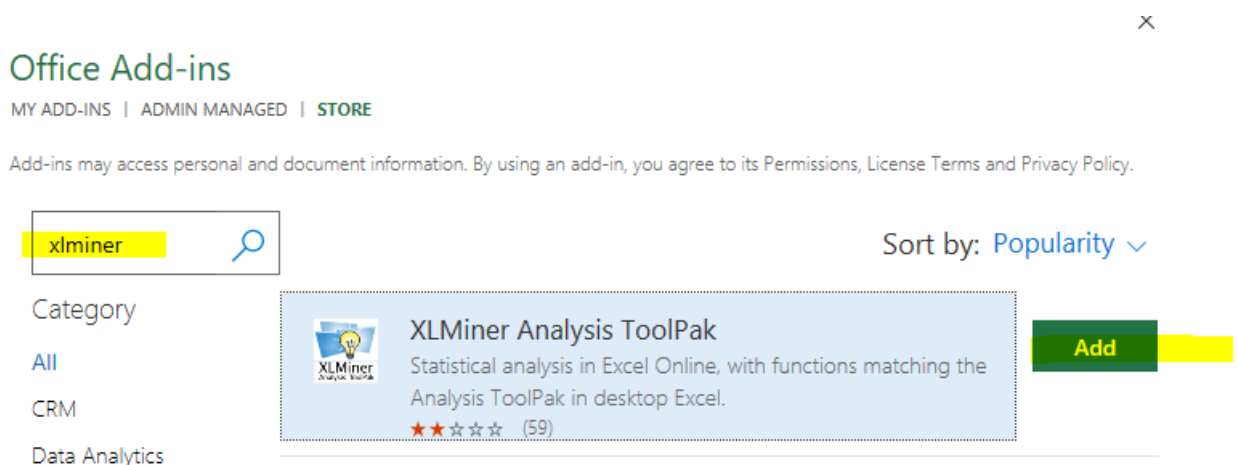 Office Add-ins
MY ADD-INS | ADMIN MANAGED | STORE
Add-ins may access personal and document information. By using an add-in, you agree to its Permissions, License Terms and Privacy Policy.
xlminer
Sort by: Popularity
Category
All
CRM
Data Analytics
XLMiner
Analysis ToolPak
XLMiner Analysis ToolPak
Statistical analysis in Excel Online, with functions matching the
Analysis ToolPak in desktop Excel.
(59)
Add